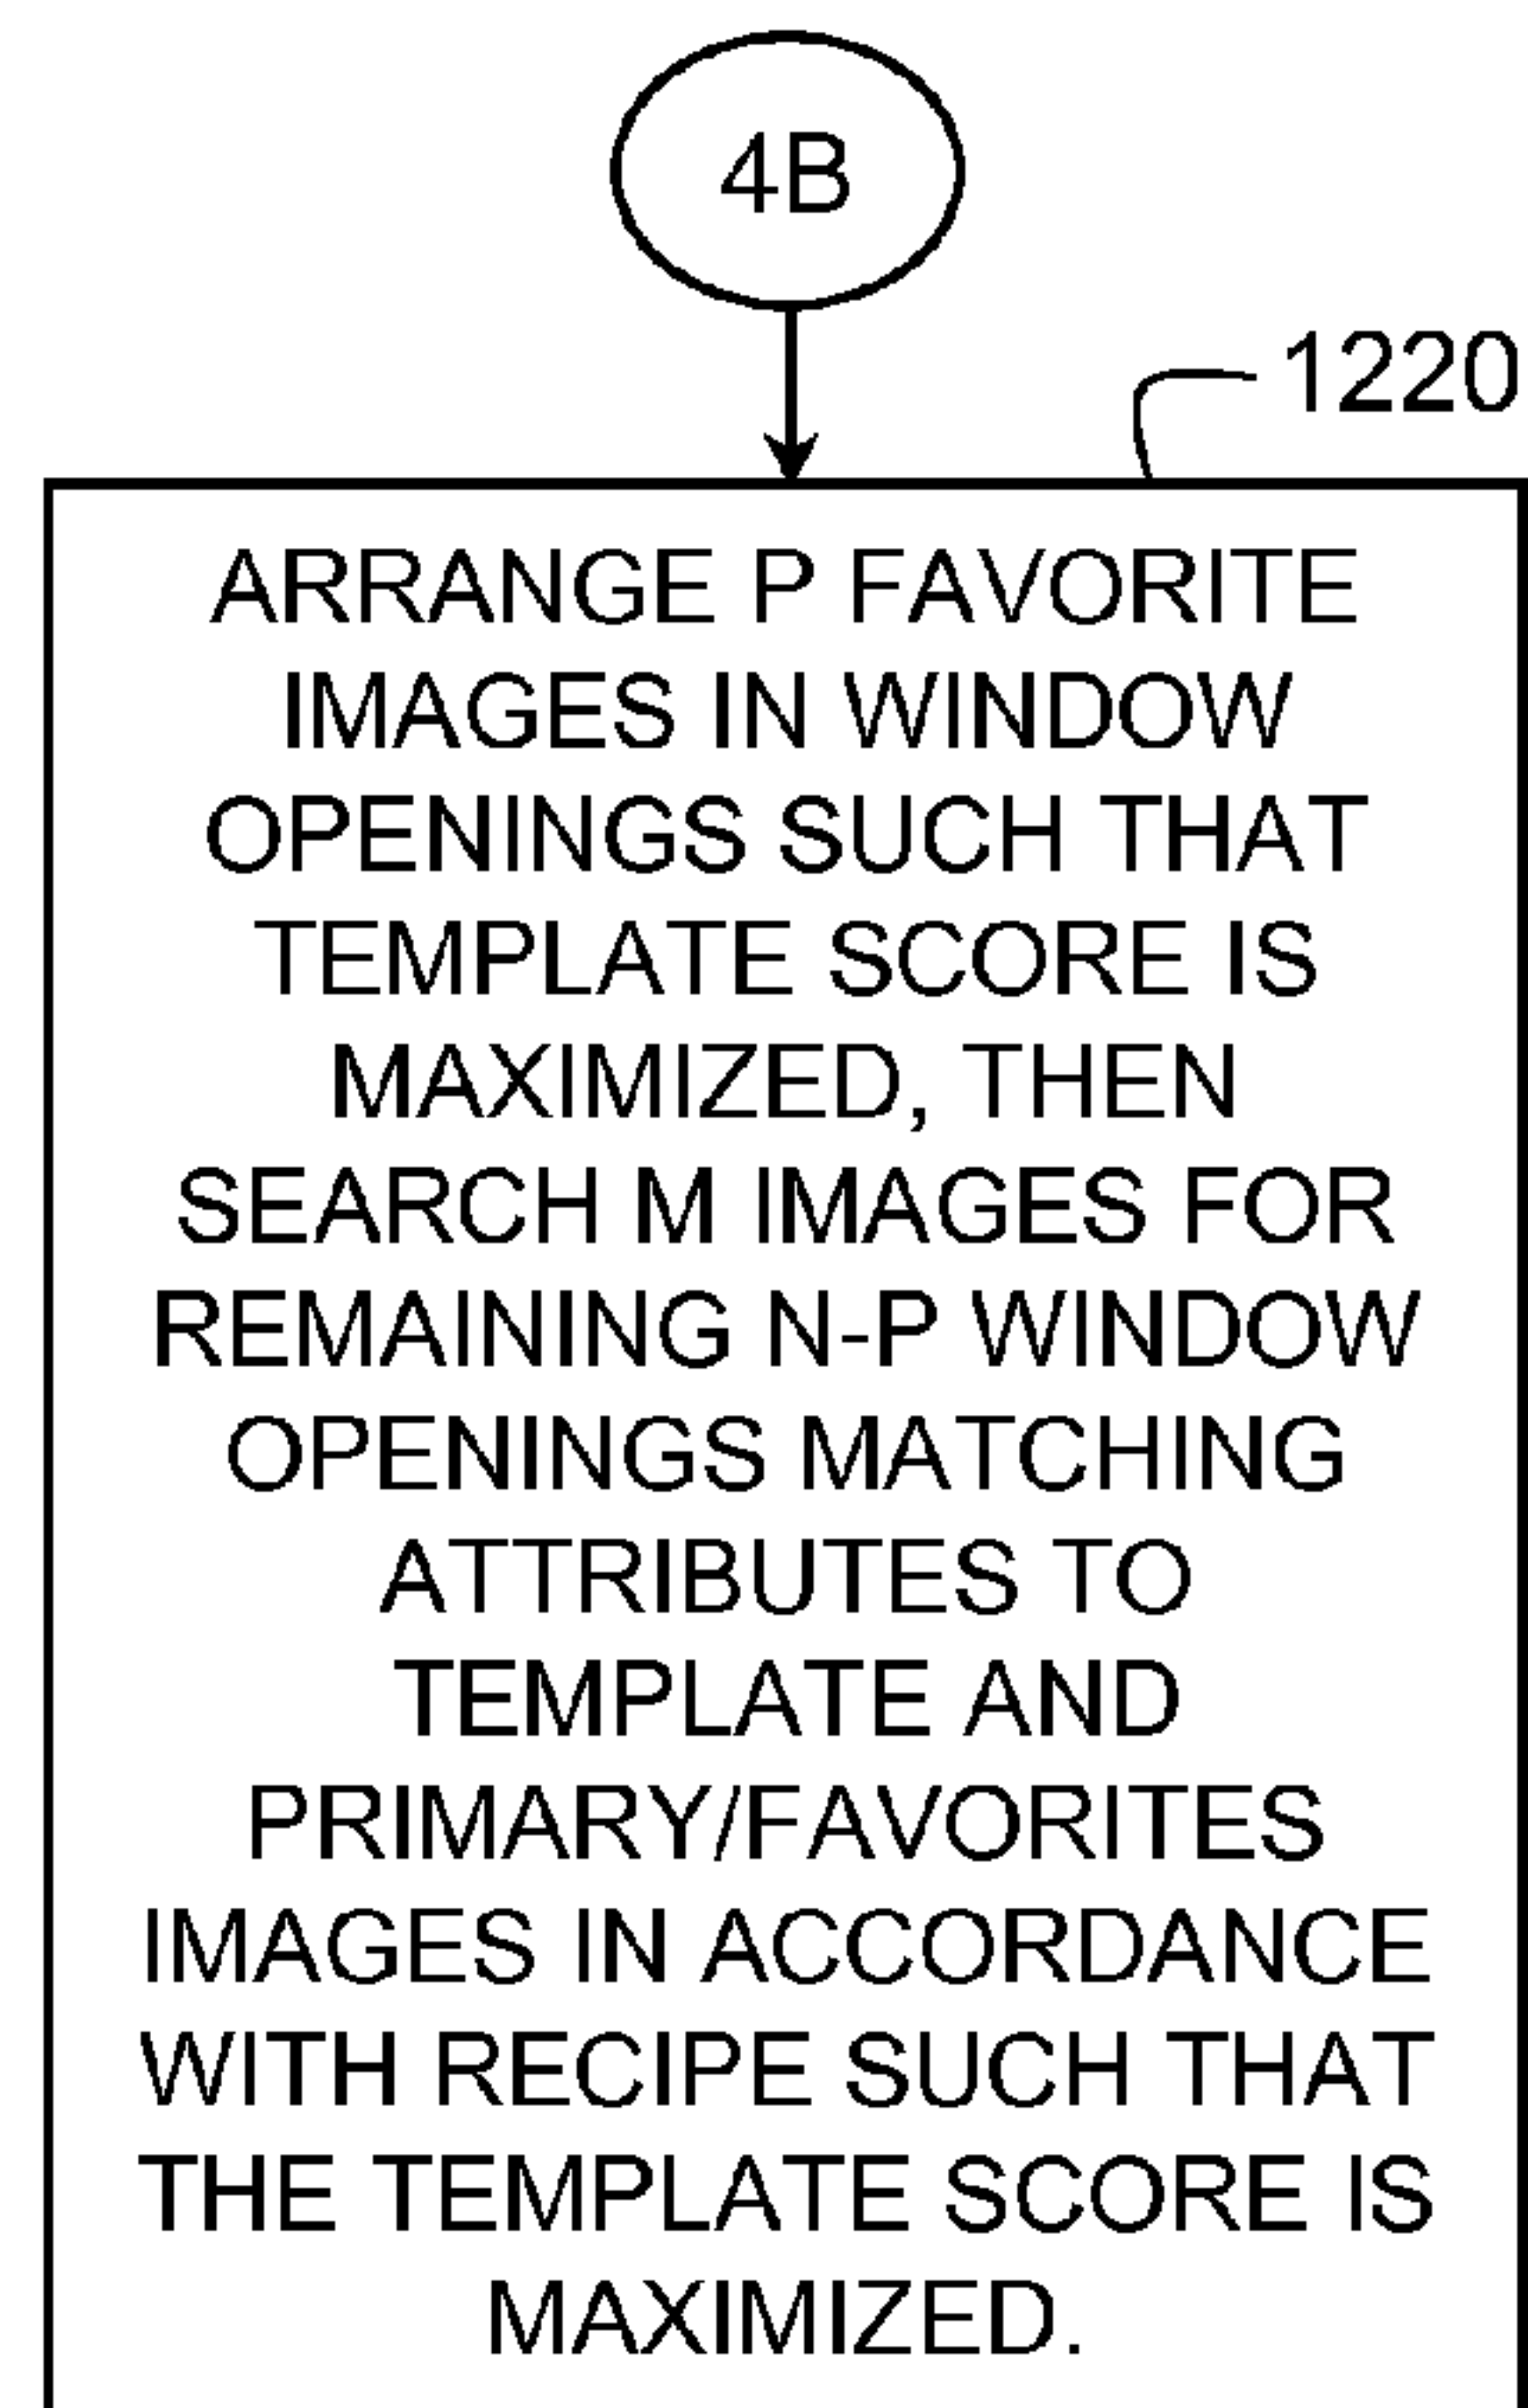 4B
1220
ARRANGE P FAVORITE
IMAGES IN WINDOW
OPENINGS SUCH THAT
TEMPLATE SCORE IS
MAXIMIZED, THEN
SEARCH M IMAGES FOR
REMAINING N-P WINDOW
OPENINGS MATCHING
ATTRIBUTES TO
TEMPLATE AND
PRIMARY/FAVORITES
IMAGES IN ACCORDANCE
WITH RECIPE SUCH THAT
THE TEMPLATE SCORE IS
MAXIMIZED.